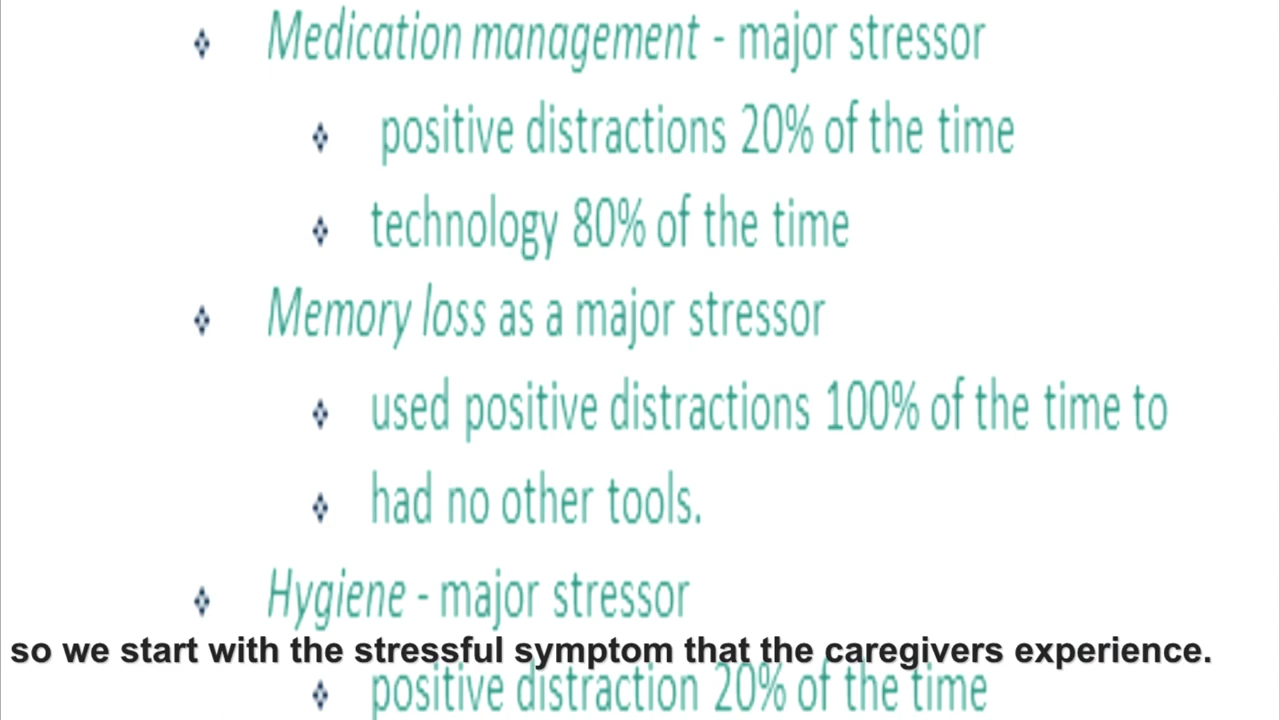 Medication management - major stressor
positive distractions 20% of the time
technology 80% of the time
Memory loss as a major stressor
used positive distractions 100% of the time to
had no other tools.
Hygiene - major stressor
so we start with the stressful symptom that the caregivers experience.
positive distraction 20% of the time